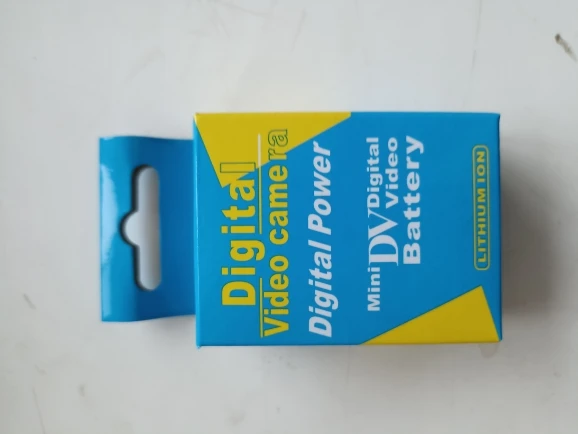 Digital
Video camera
Digital Power
Mini DV Digital Video
Battery
LITHIUM ION